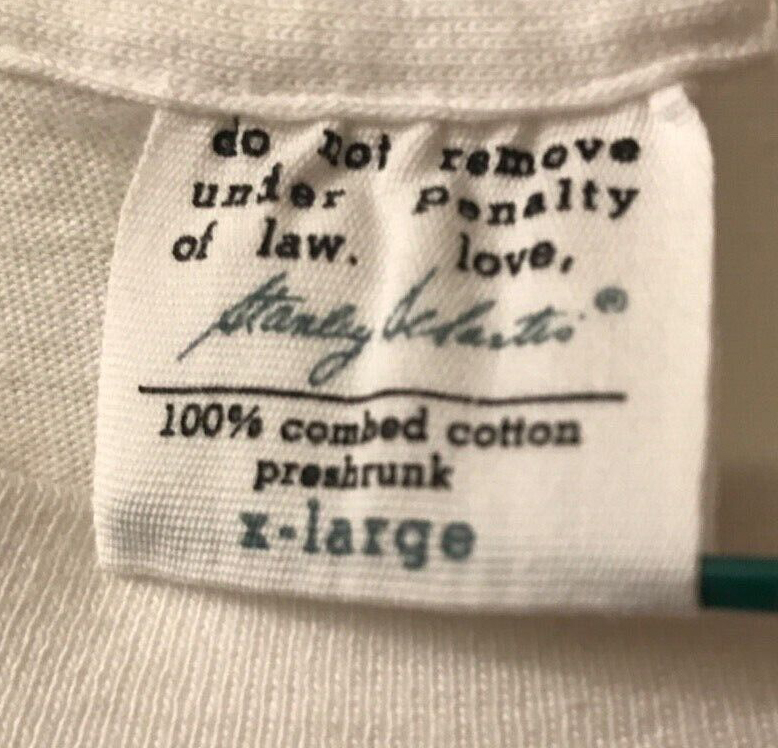 do not remove
under penalty
of law. love,
Stanley DeSantis ®
100% combed cotton
preshrunk
x-large